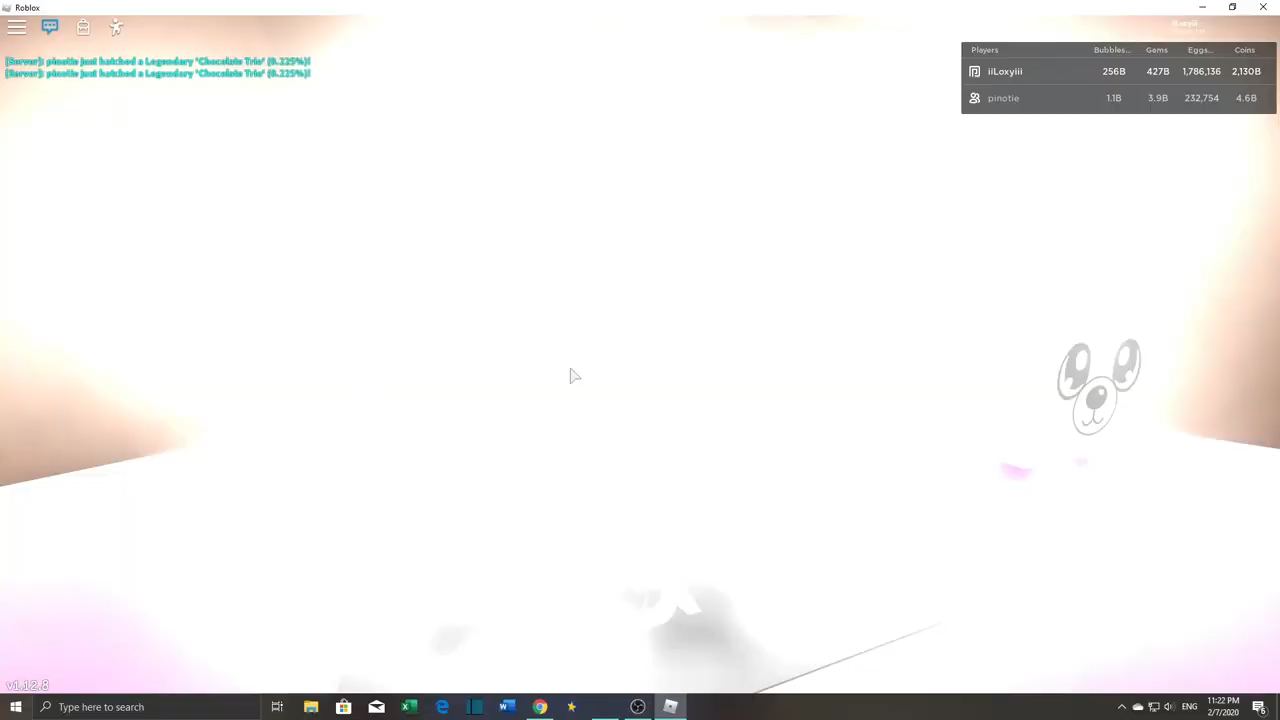 Roblox
[Server]: pinotie just hatched a Legendary 'Chocolate Trio' (0.225%)!
[Server]: pinotie just hatched a Legendary 'Chocolate Trio' (0.225%)!
Players Bubbles... Gems Eggs... Coins
iiLoxyiii 256B 427B 1,786,136 2,130B
pinotie 1.1B 3.9B 232,754 4.6B
v1.12.8
Type here to search
ENG
11:22 PM
2/7/2020